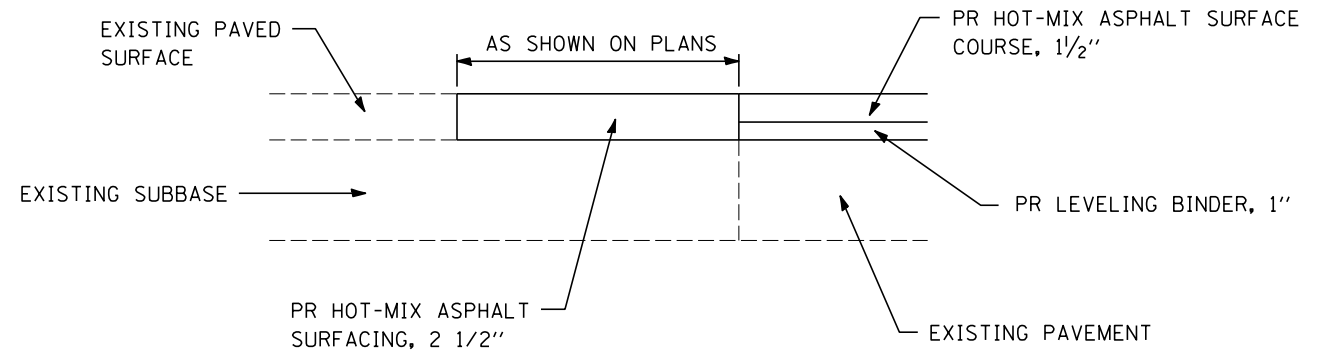 EXISTING PAVED
SURFACE
AS SHOWN ON PLANS
PR HOT-MIX ASPHALT SURFACE
COURSE, 1½"
EXISTING SUBBASE
PR LEVELING BINDER, 1"
PR HOT-MIX ASPHALT
SURFACING, 2 1/2"
EXISTING PAVEMENT